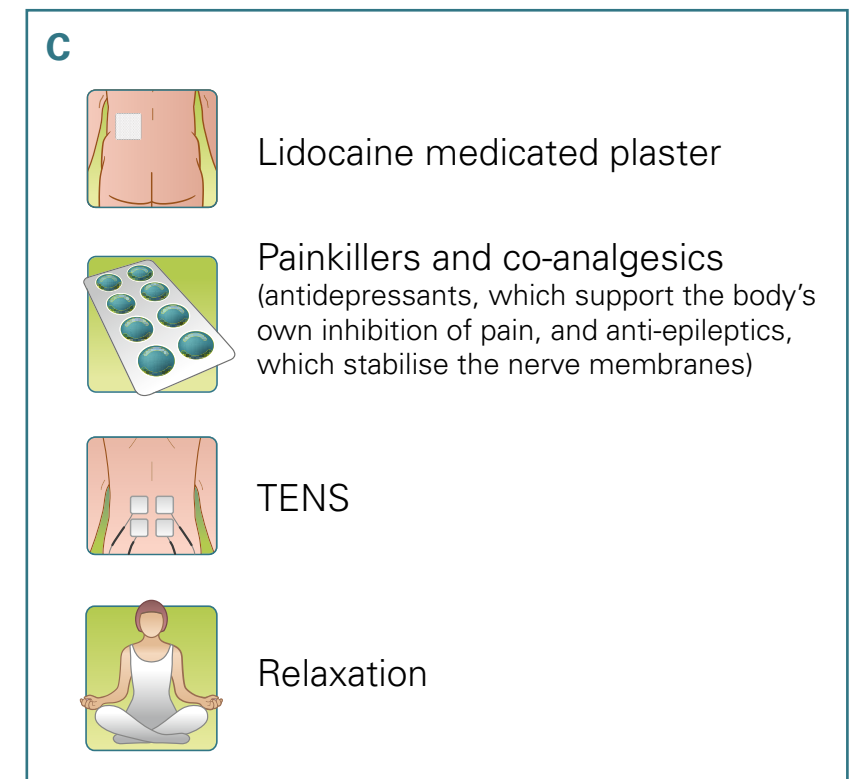 C
Lidocaine medicated plaster
Painkillers and co-analgesics
(antidepressants, which support the body’s
own inhibition of pain, and anti-epileptics,
which stabilise the nerve membranes)
TENS
Relaxation